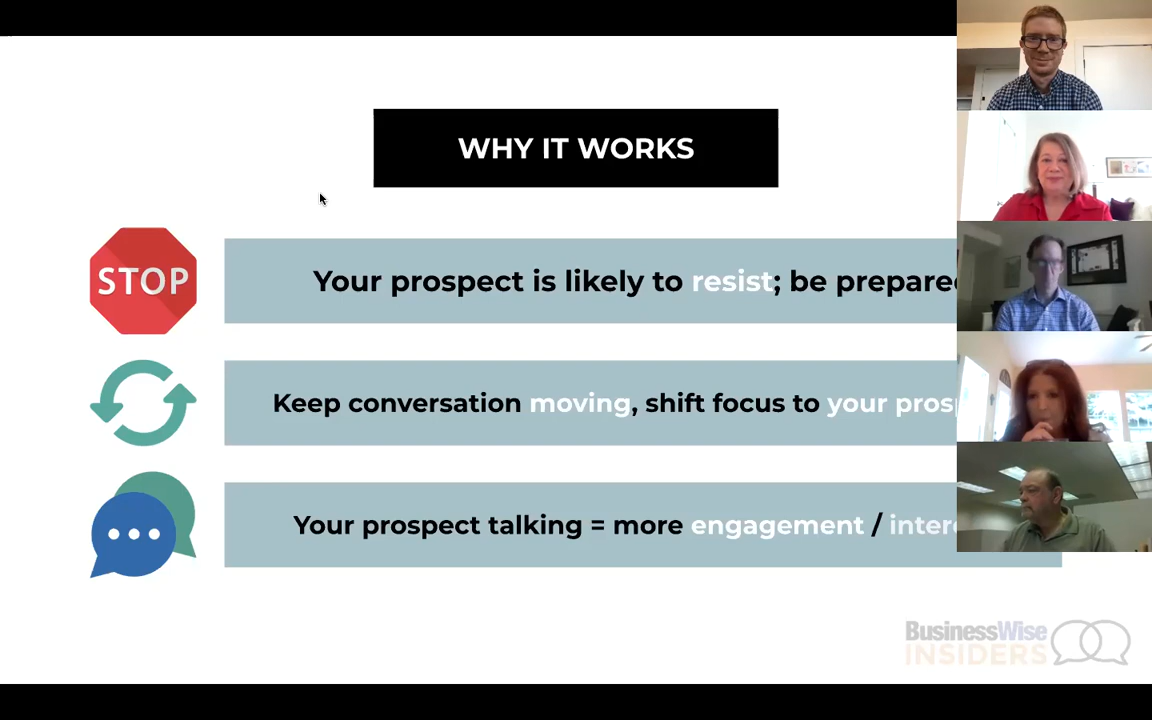 WHY IT WORKS
STOP
Your prospect is likely to resist; be prepare
Keep conversation moving, shift focus to your pros
Your prospect talking = more engagement / inter
BusinessWise
INSIDERS